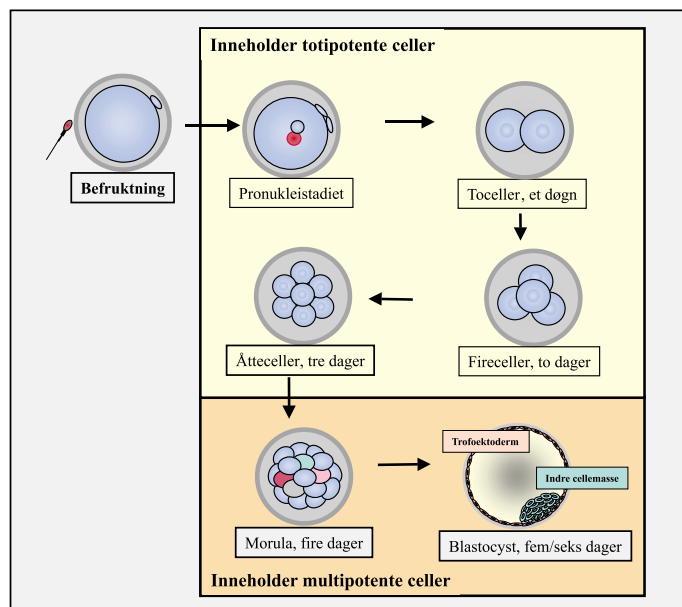 Inneholder totipotente celler
Befruktning
Pronukleistadiet
Toceller, et døgn
Åtteceller, tre dager
Fireceller, to dager
Trofoektoderm
Indre cellemasse
Morula, fire dager
Blastocyst, fem/seks dager
Inneholder multipotente celler